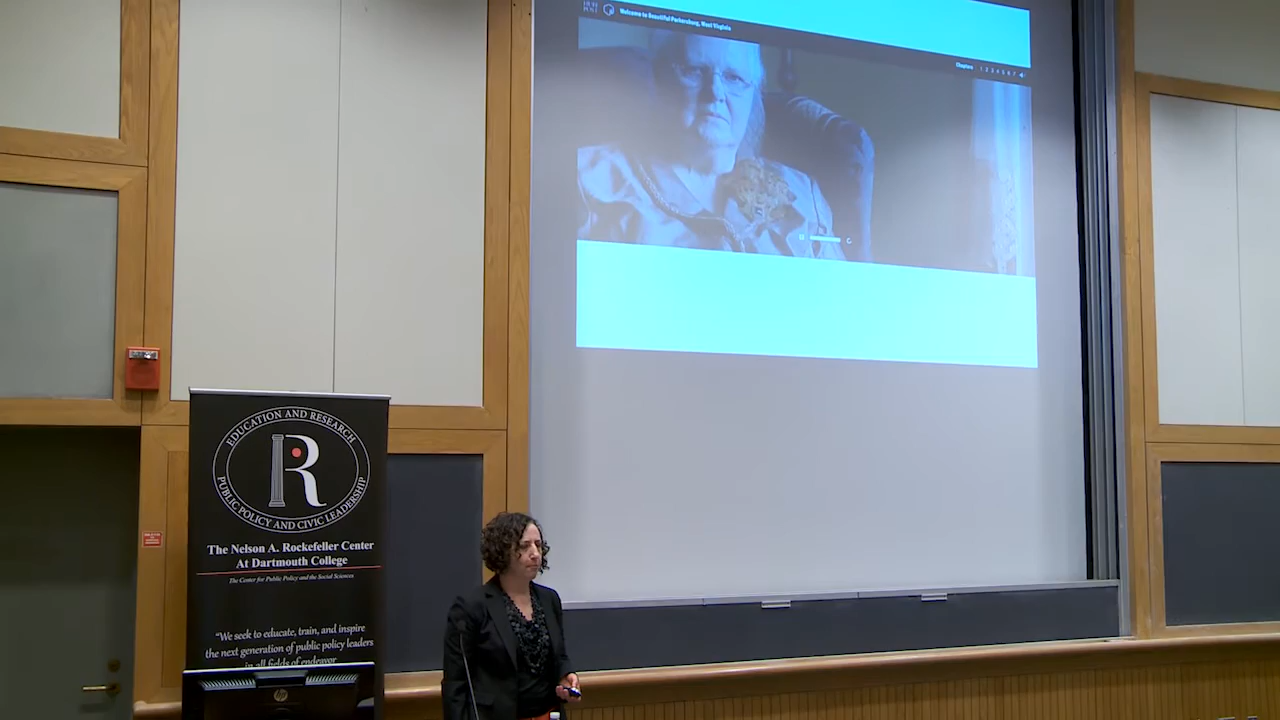 HUFF
POST
Welcome to Beautiful Parkersburg, West Virginia
Chapters 1 2 3 4 5 6 7
EDUCATION AND RESEARCH
R
PUBLIC POLICY AND CIVIC LEADERSHIP
The Nelson A. Rockefeller Center
At Dartmouth College
The Center for Public Policy and the Social Sciences
"We seek to educate, train, and inspire
the next generation of public policy leaders
in all fields of endeavor
hp